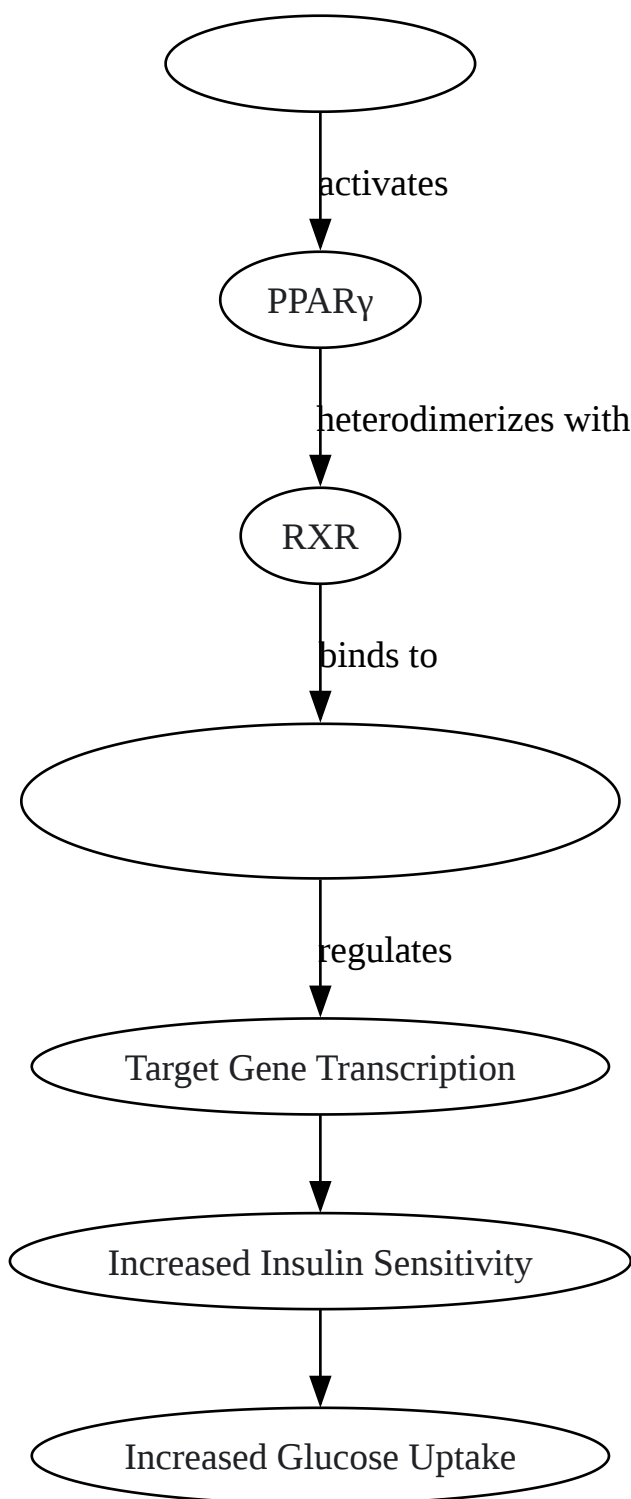 activates
PPARγ
heterodimerizes with
RXR
binds to
regulates
Target Gene Transcription
Increased Insulin Sensitivity
Increased Glucose Uptake